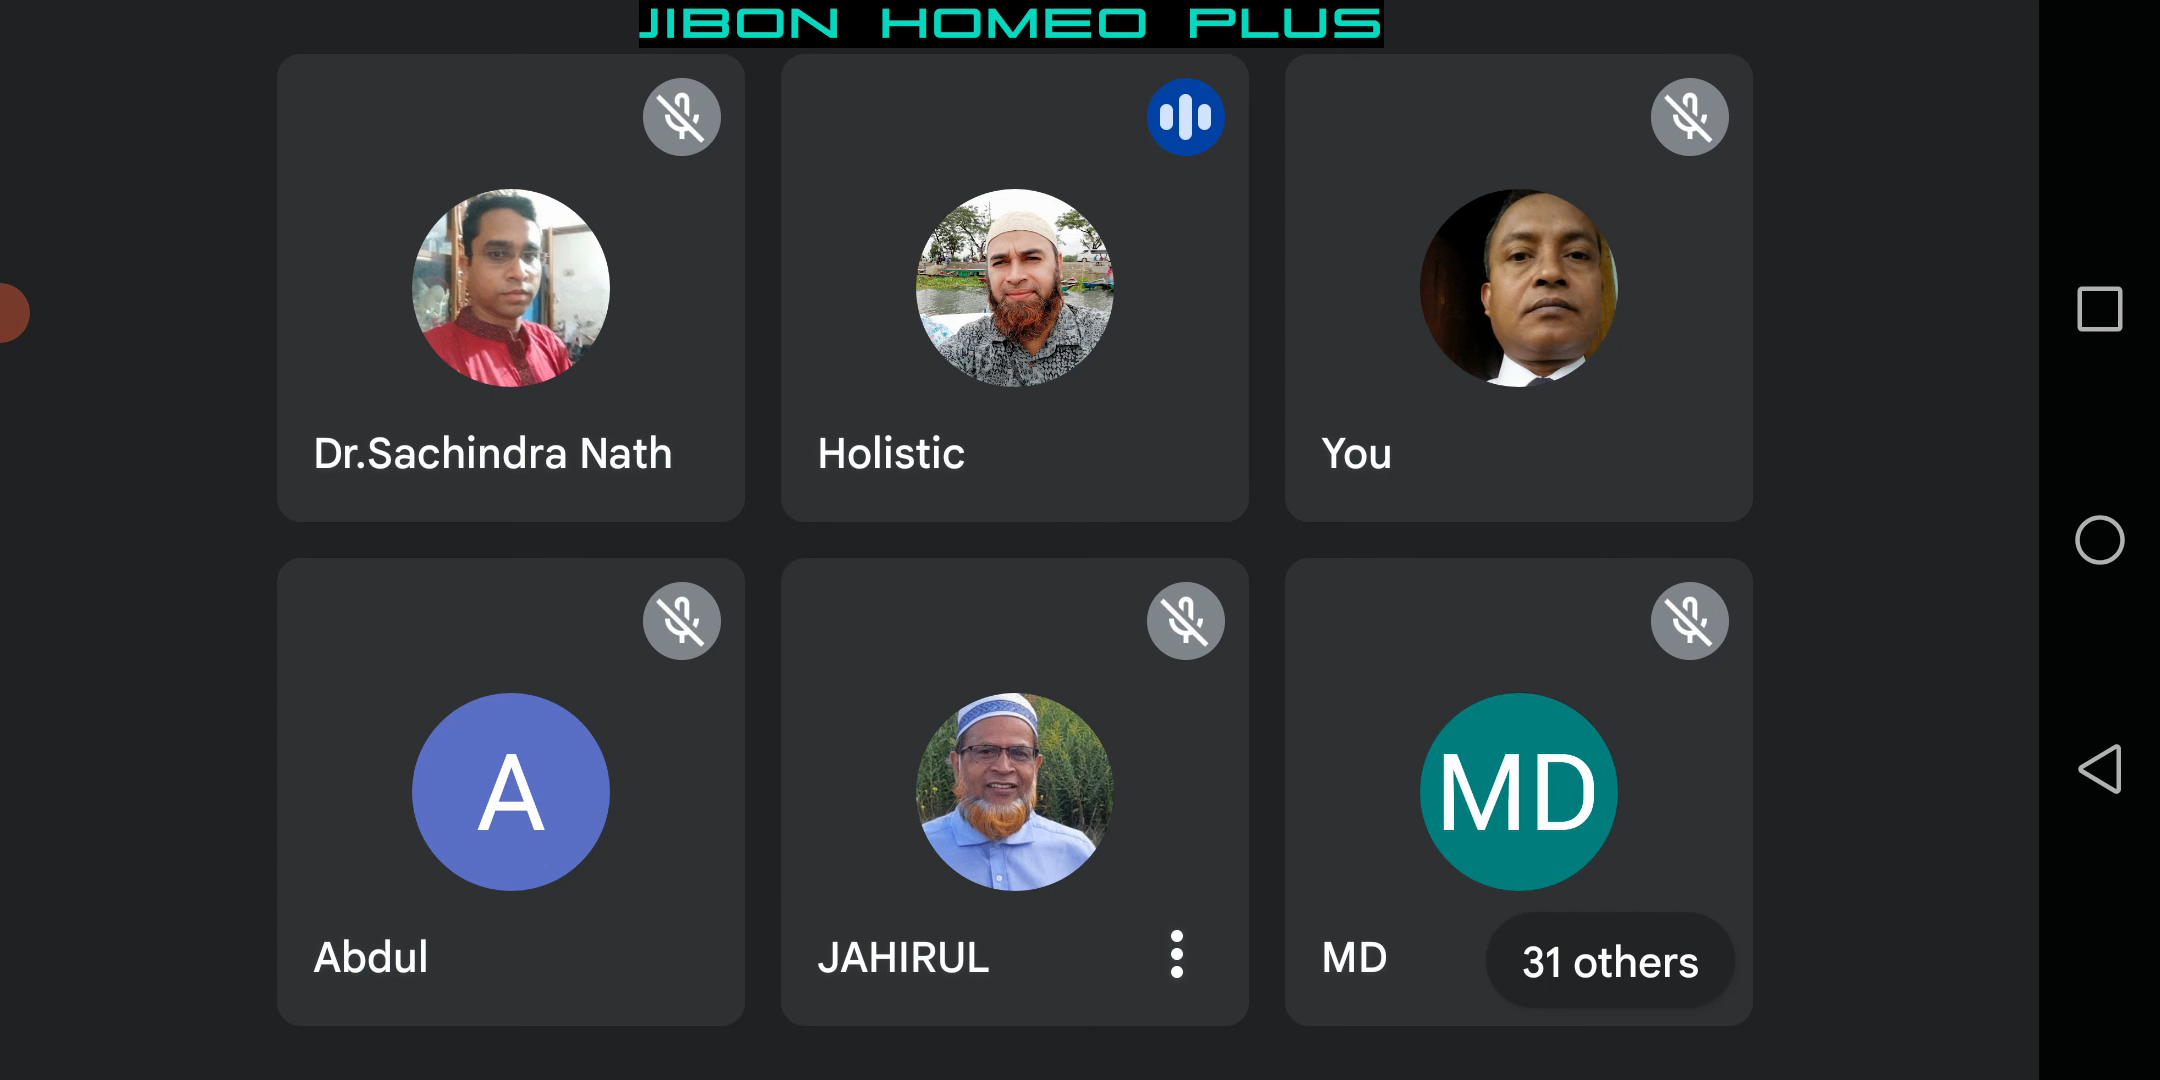 JIBON HOMEO PLUS
Dr.Sachindra Nath
Holistic
You
A
Abdul
JAHIRUL
MD
MD
31 others